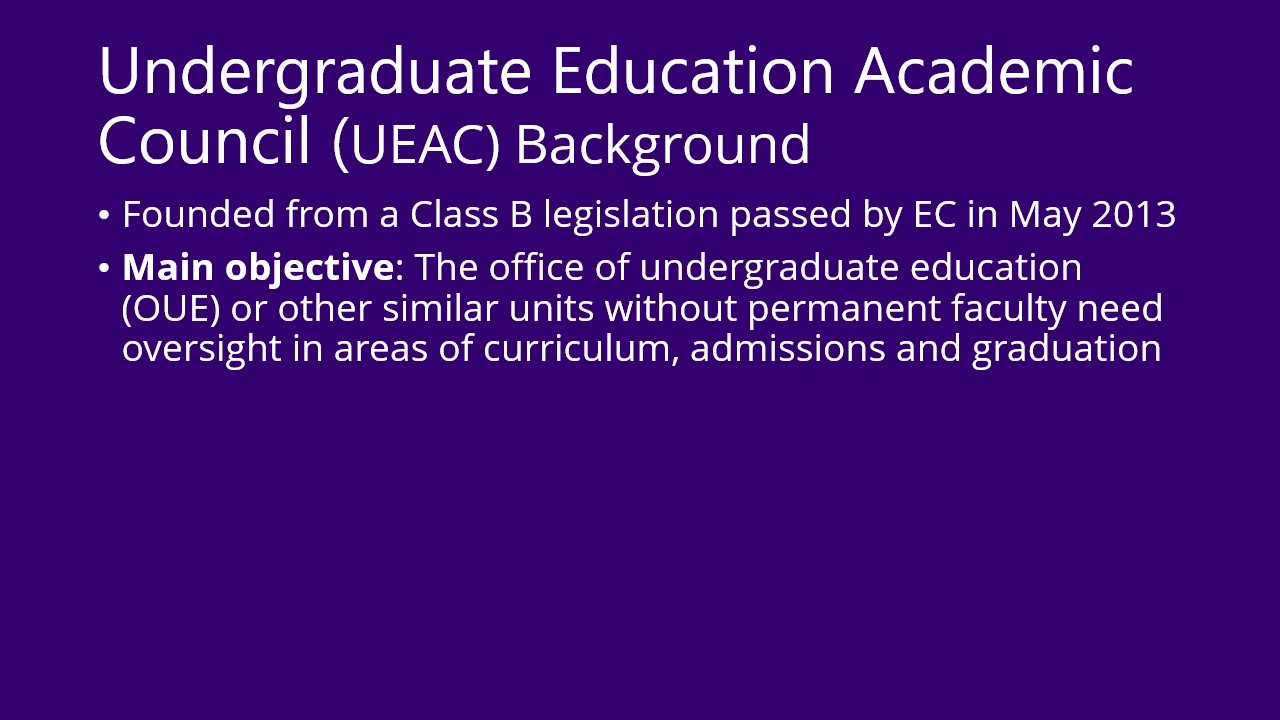 Undergraduate Education Academic
Council (UEAC) Background
• Founded from a Class B legislation passed by EC in May 2013
• Main objective: The office of undergraduate education
(OUE) or other similar units without permanent faculty need
oversight in areas of curriculum, admissions and graduation